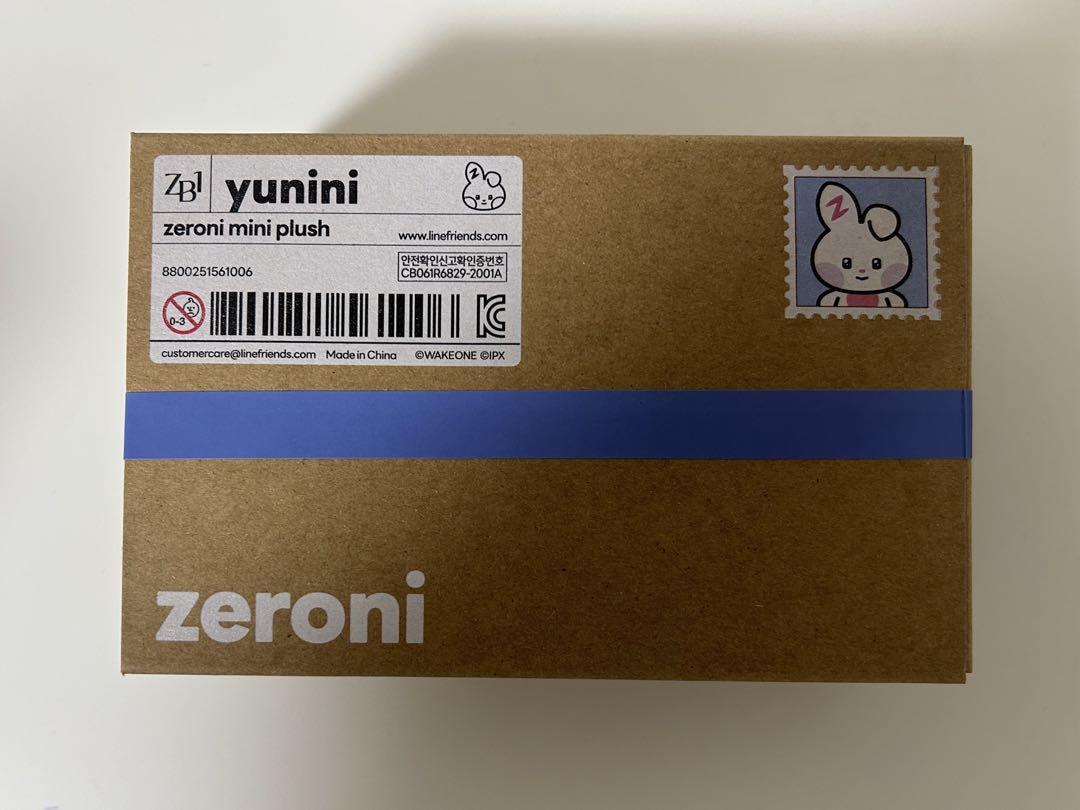 ZB1 yunini
zeroni mini plush
www.linefriends.com
8800251561006
안전확인신고확인증번호
CB061R6829-2001A
0-3
customercare@linefriends.com Made in China ©WAKEONE ©IPX
Z
zeroni